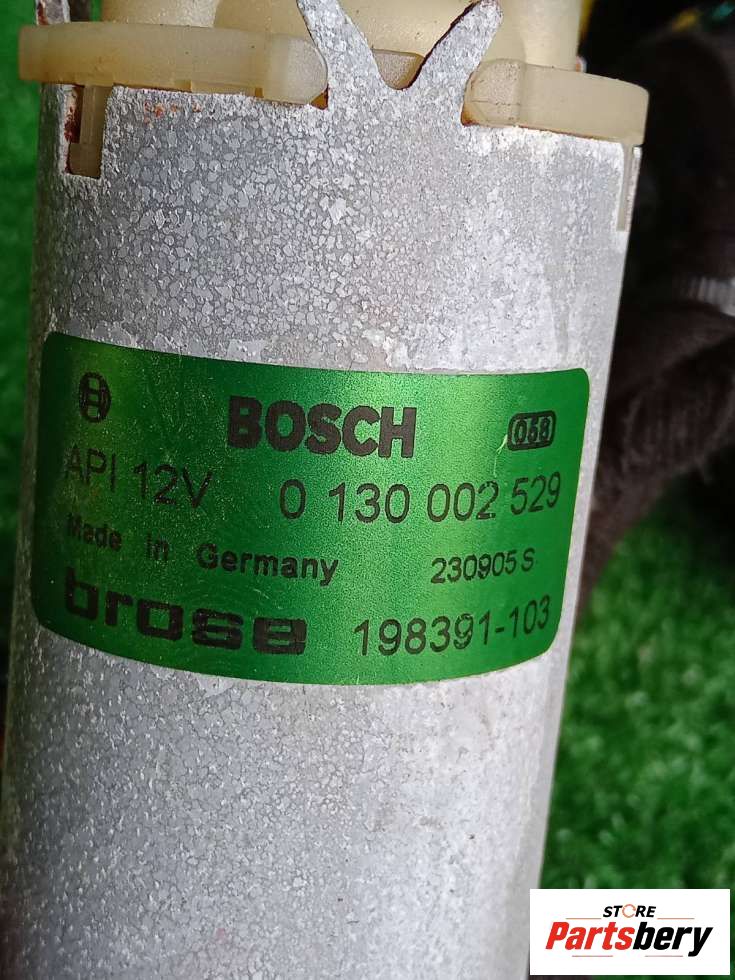 BOSCH 068
API 12V 0 130 002 529
Made in Germany 230905 S
brose 198391-103
STORE
Partsbery